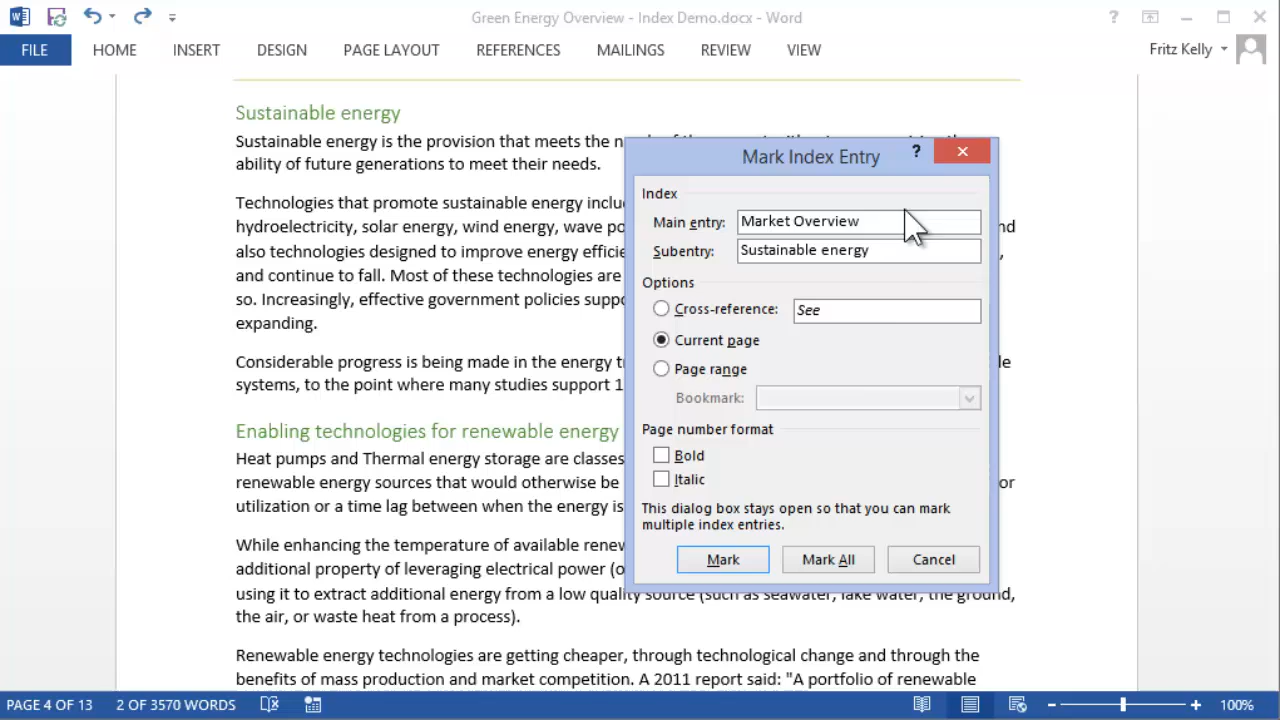 Green Energy Overview - Index Demo.docx - Word
FILE HOME INSERT DESIGN PAGE LAYOUT REFERENCES MAILINGS REVIEW VIEW Fritz Kelly
Sustainable energy
Sustainable energy is the provision that meets the n
ability of future generations to meet their needs.
Technologies that promote sustainable energy inclu
hydroelectricity, solar energy, wind energy, wave po
also technologies designed to improve energy efficie
and continue to fall. Most of these technologies are
so. Increasingly, effective government policies suppo
expanding.
Considerable progress is being made in the energy tr
systems, to the point where many studies support 1
Enabling technologies for renewable energy
Heat pumps and Thermal energy storage are classes
renewable energy sources that would otherwise be
utilization or a time lag between when the energy is
While enhancing the temperature of available renew
additional property of leveraging electrical power (o
using it to extract additional energy from a low quality source (such as seawater, lake water, the ground,
the air, or waste heat from a process).
Renewable energy technologies are getting cheaper, through technological change and through the
benefits of mass production and market competition. A 2011 report said: "A portfolio of renewable
Mark Index Entry ?
Index
Main entry: Market Overview
Subentry: Sustainable energy
Options
Cross-reference: See
Current page
Page range
Bookmark:
Page number format
Bold
Italic
This dialog box stays open so that you can mark
multiple index entries.
Mark Mark All Cancel
PAGE 4 OF 13 2 OF 3570 WORDS 100%